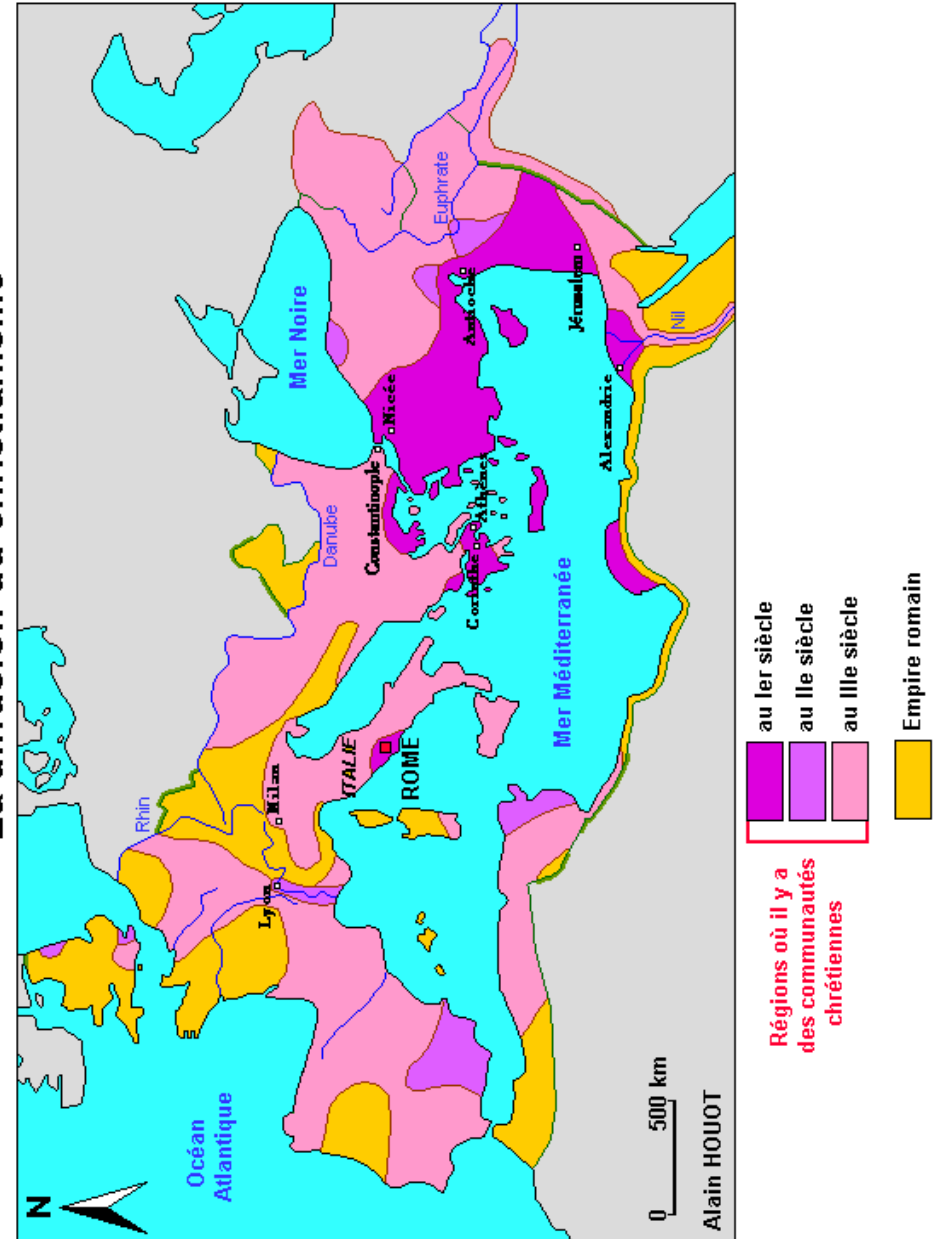 La diffusion du christianisme
N
Océan
Atlantique
Rhin
Danube
Mer Noire
Lyon
Milan
ITALIE
ROME
Constantinople
Nicée
Corinthe
Athènes
Antioche
Euphrate
Jérusalem
Alexandrie
Nil
Mer Méditerranée
0 500 km
Alain HOUOT
Régions où il y a
des communautés
chrétiennes
au Ier siècle
au IIe siècle
au IIIe siècle
Empire romain